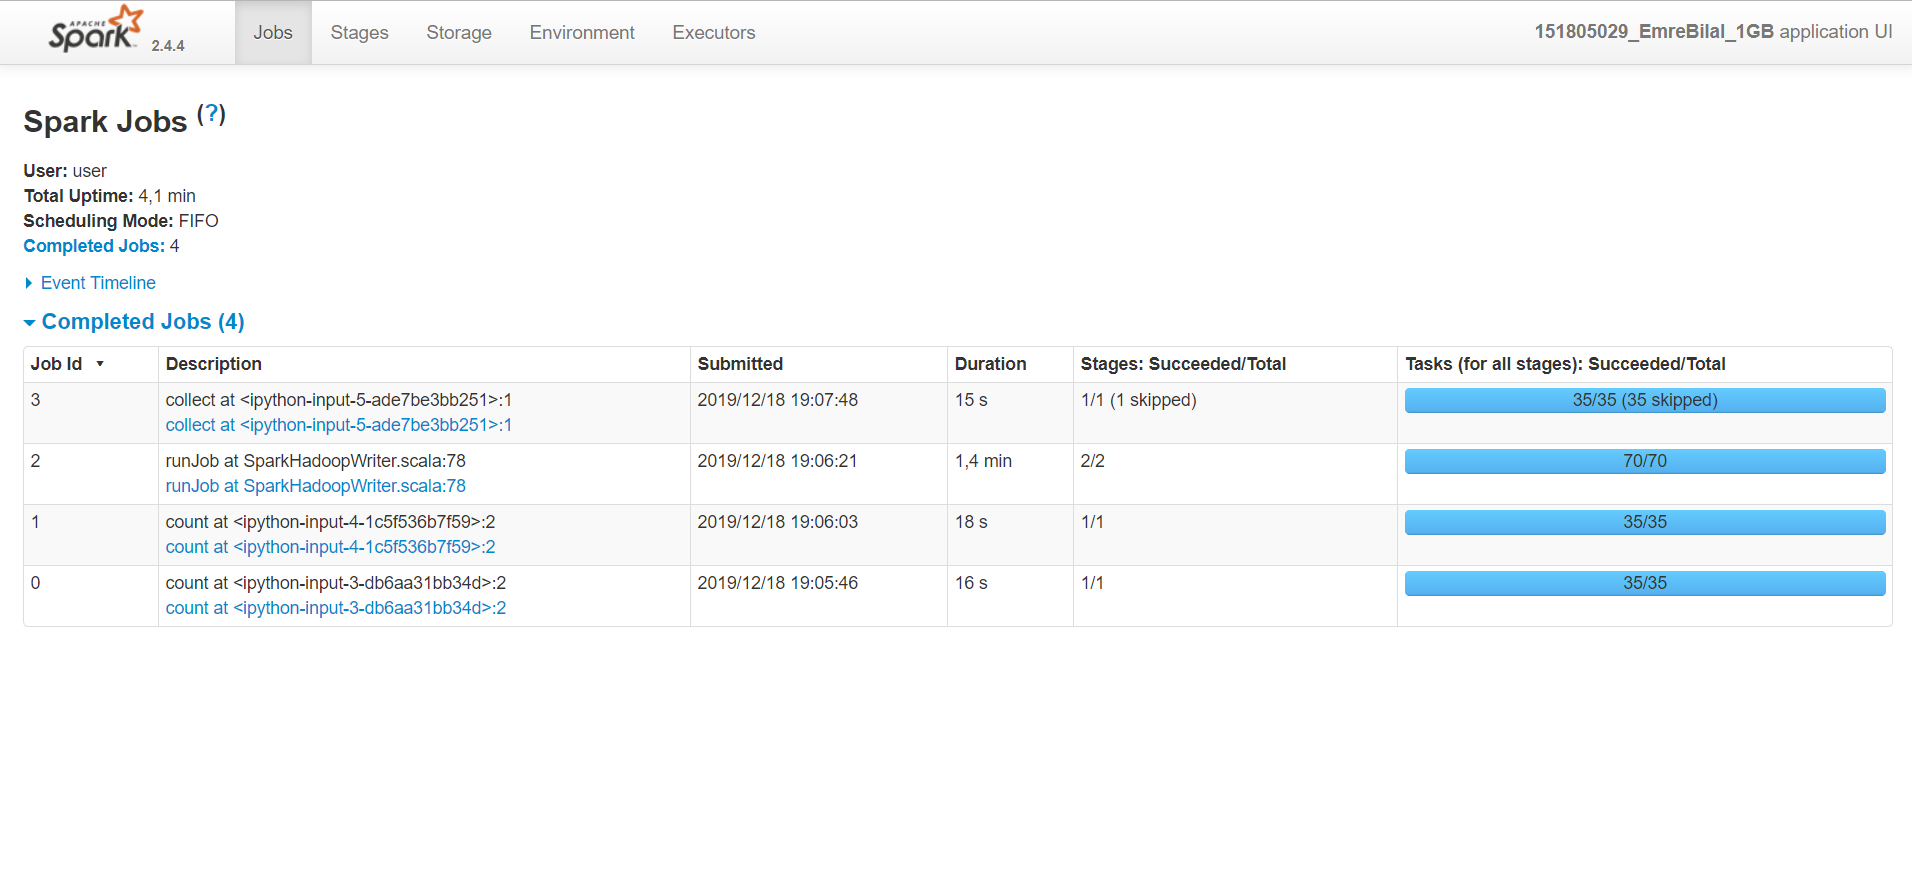 APACHE Spark 2.4.4 Jobs Stages Storage Environment Executors 151805029_EmreBilal_1GB application UI
Spark Jobs (?)
User: user
Total Uptime: 4,1 min
Scheduling Mode: FIFO
Completed Jobs: 4
Event Timeline
Completed Jobs (4)
Job Id Description Submitted Duration Stages: Succeeded/Total Tasks (for all stages): Succeeded/Total
3 collect at <ipython-input-5-ade7be3bb251>:1 2019/12/18 19:07:48 15 s 1/1 (1 skipped) 35/35 (35 skipped)
collect at <ipython-input-5-ade7be3bb251>:1
2 runJob at SparkHadoopWriter.scala:78 2019/12/18 19:06:21 1,4 min 2/2 70/70
runJob at SparkHadoopWriter.scala:78
1 count at <ipython-input-4-1c5f536b7f59>:2 2019/12/18 19:06:03 18 s 1/1 35/35
count at <ipython-input-4-1c5f536b7f59>:2
0 count at <ipython-input-3-db6aa31bb34d>:2 2019/12/18 19:05:46 16 s 1/1 35/35
count at <ipython-input-3-db6aa31bb34d>:2